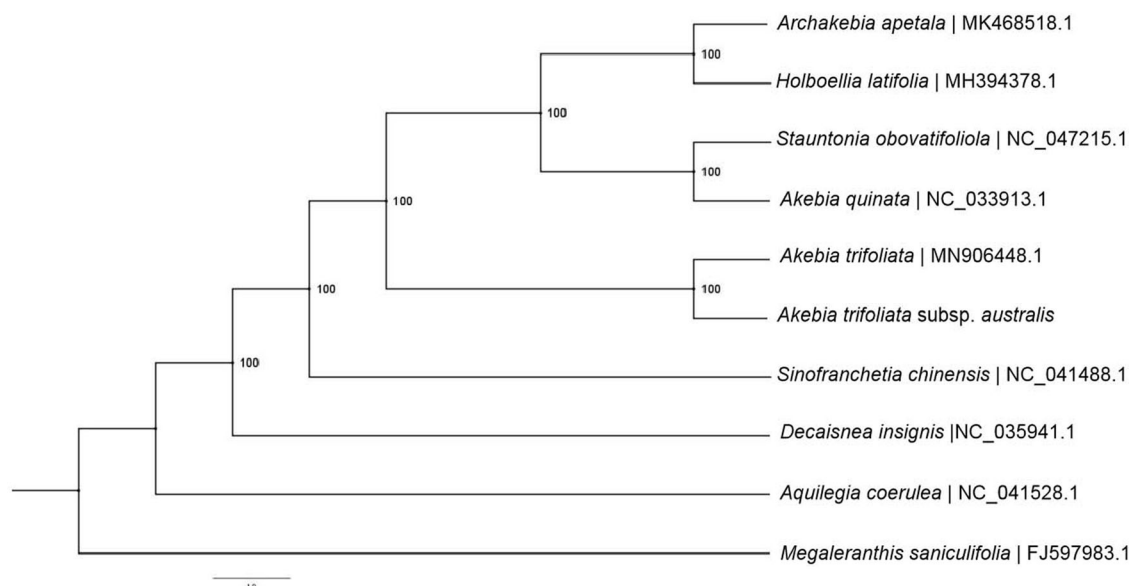 Archakebia apetala | MK468518.1
100
Holboellia latifolia | MH394378.1
100
Stauntonia obovatifoliola | NC_047215.1
100
Akebia quinata | NC_033913.1
100
Akebia trifoliata | MN906448.1
100
100
Akebia trifoliata subsp. australis
100
Sinofranchetia chinensis | NC_041488.1
Decaisnea insignis |NC_035941.1
Aquilegia coerulea | NC_041528.1
Megaleranthis saniculifolia | FJ597983.1